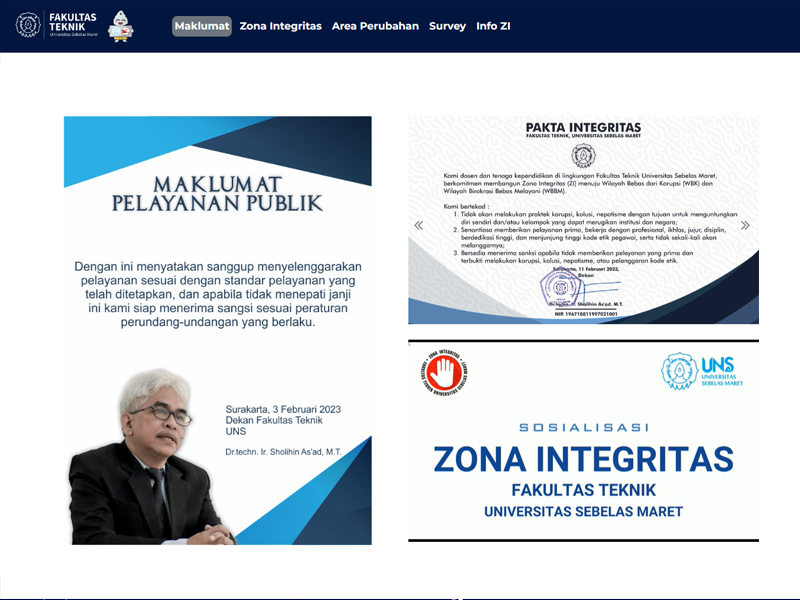 FAKULTAS
TEKNIK
Universitas Sebelas Maret
Maklumat
Zona Integritas
Area Perubahan
Survey
Info ZI
MAKLUMAT
PELAYANAN PUBLIK
Dengan ini menyatakan sanggup menyelenggarakan
pelayanan sesuai dengan standar pelayanan yang
telah ditetapkan, dan apabila tidak menepati janji
ini kami siap menerima sangsi sesuai peraturan
perundang-undangan yang berlaku.
Surakarta, 3 Februari 2023
Dekan Fakultas Teknik
UNS
Dr.techn. Ir. Sholihin As'ad, M.T.
PAKTA INTEGRITAS
FAKULTAS TEKNIK, UNIVERSITAS SEBELAS MARET
Kami dosen dan tenaga kependidikan di lingkungan Fakultas Teknik Universitas Sebelas Maret,
berkomitmen membangun Zona Integritas (ZI) menuju Wilayah Bebas dari Korupsi (WBK) dan
Wilayah Birokrasi Bebas Melayani (WBBM).
Kami bertekad :
1. Tidak akan melakukan praktek korupsi, kolusi, nepotisme dengan tujuan untuk menguntungkan
diri sendiri dan/atau kelompok yang dapat merugikan institusi dan negara;
2. Senantiasa memberikan pelayanan prima, bekerja dengan profesional, ikhlas, jujur, disiplin,
berdedikasi tinggi, dan menjunjung tinggi kode etik pegawai, serta tidak sekali-kali akan
melanggarnya;
3. Bersedia menerima sanksi apabila tidak memberikan pelayanan yang prima dan
terbukti melakukan korupsi, kolusi, nepotisme, atau pelanggaran kode etik.
Surakarta, 11 Februari 2023,
Dekan
Dr.techn. Ir. Sholihin As'ad, M.T.
NIP. 196710011997021001
ZONA INTEGRITAS
FAKULTAS TEKNIK UNIVERSITAS SEBELAS MARET
UNS
UNIVERSITAS
SEBELAS MARET
SOSIALISASI
ZONA INTEGRITAS
FAKULTAS TEKNIK
UNIVERSITAS SEBELAS MARET